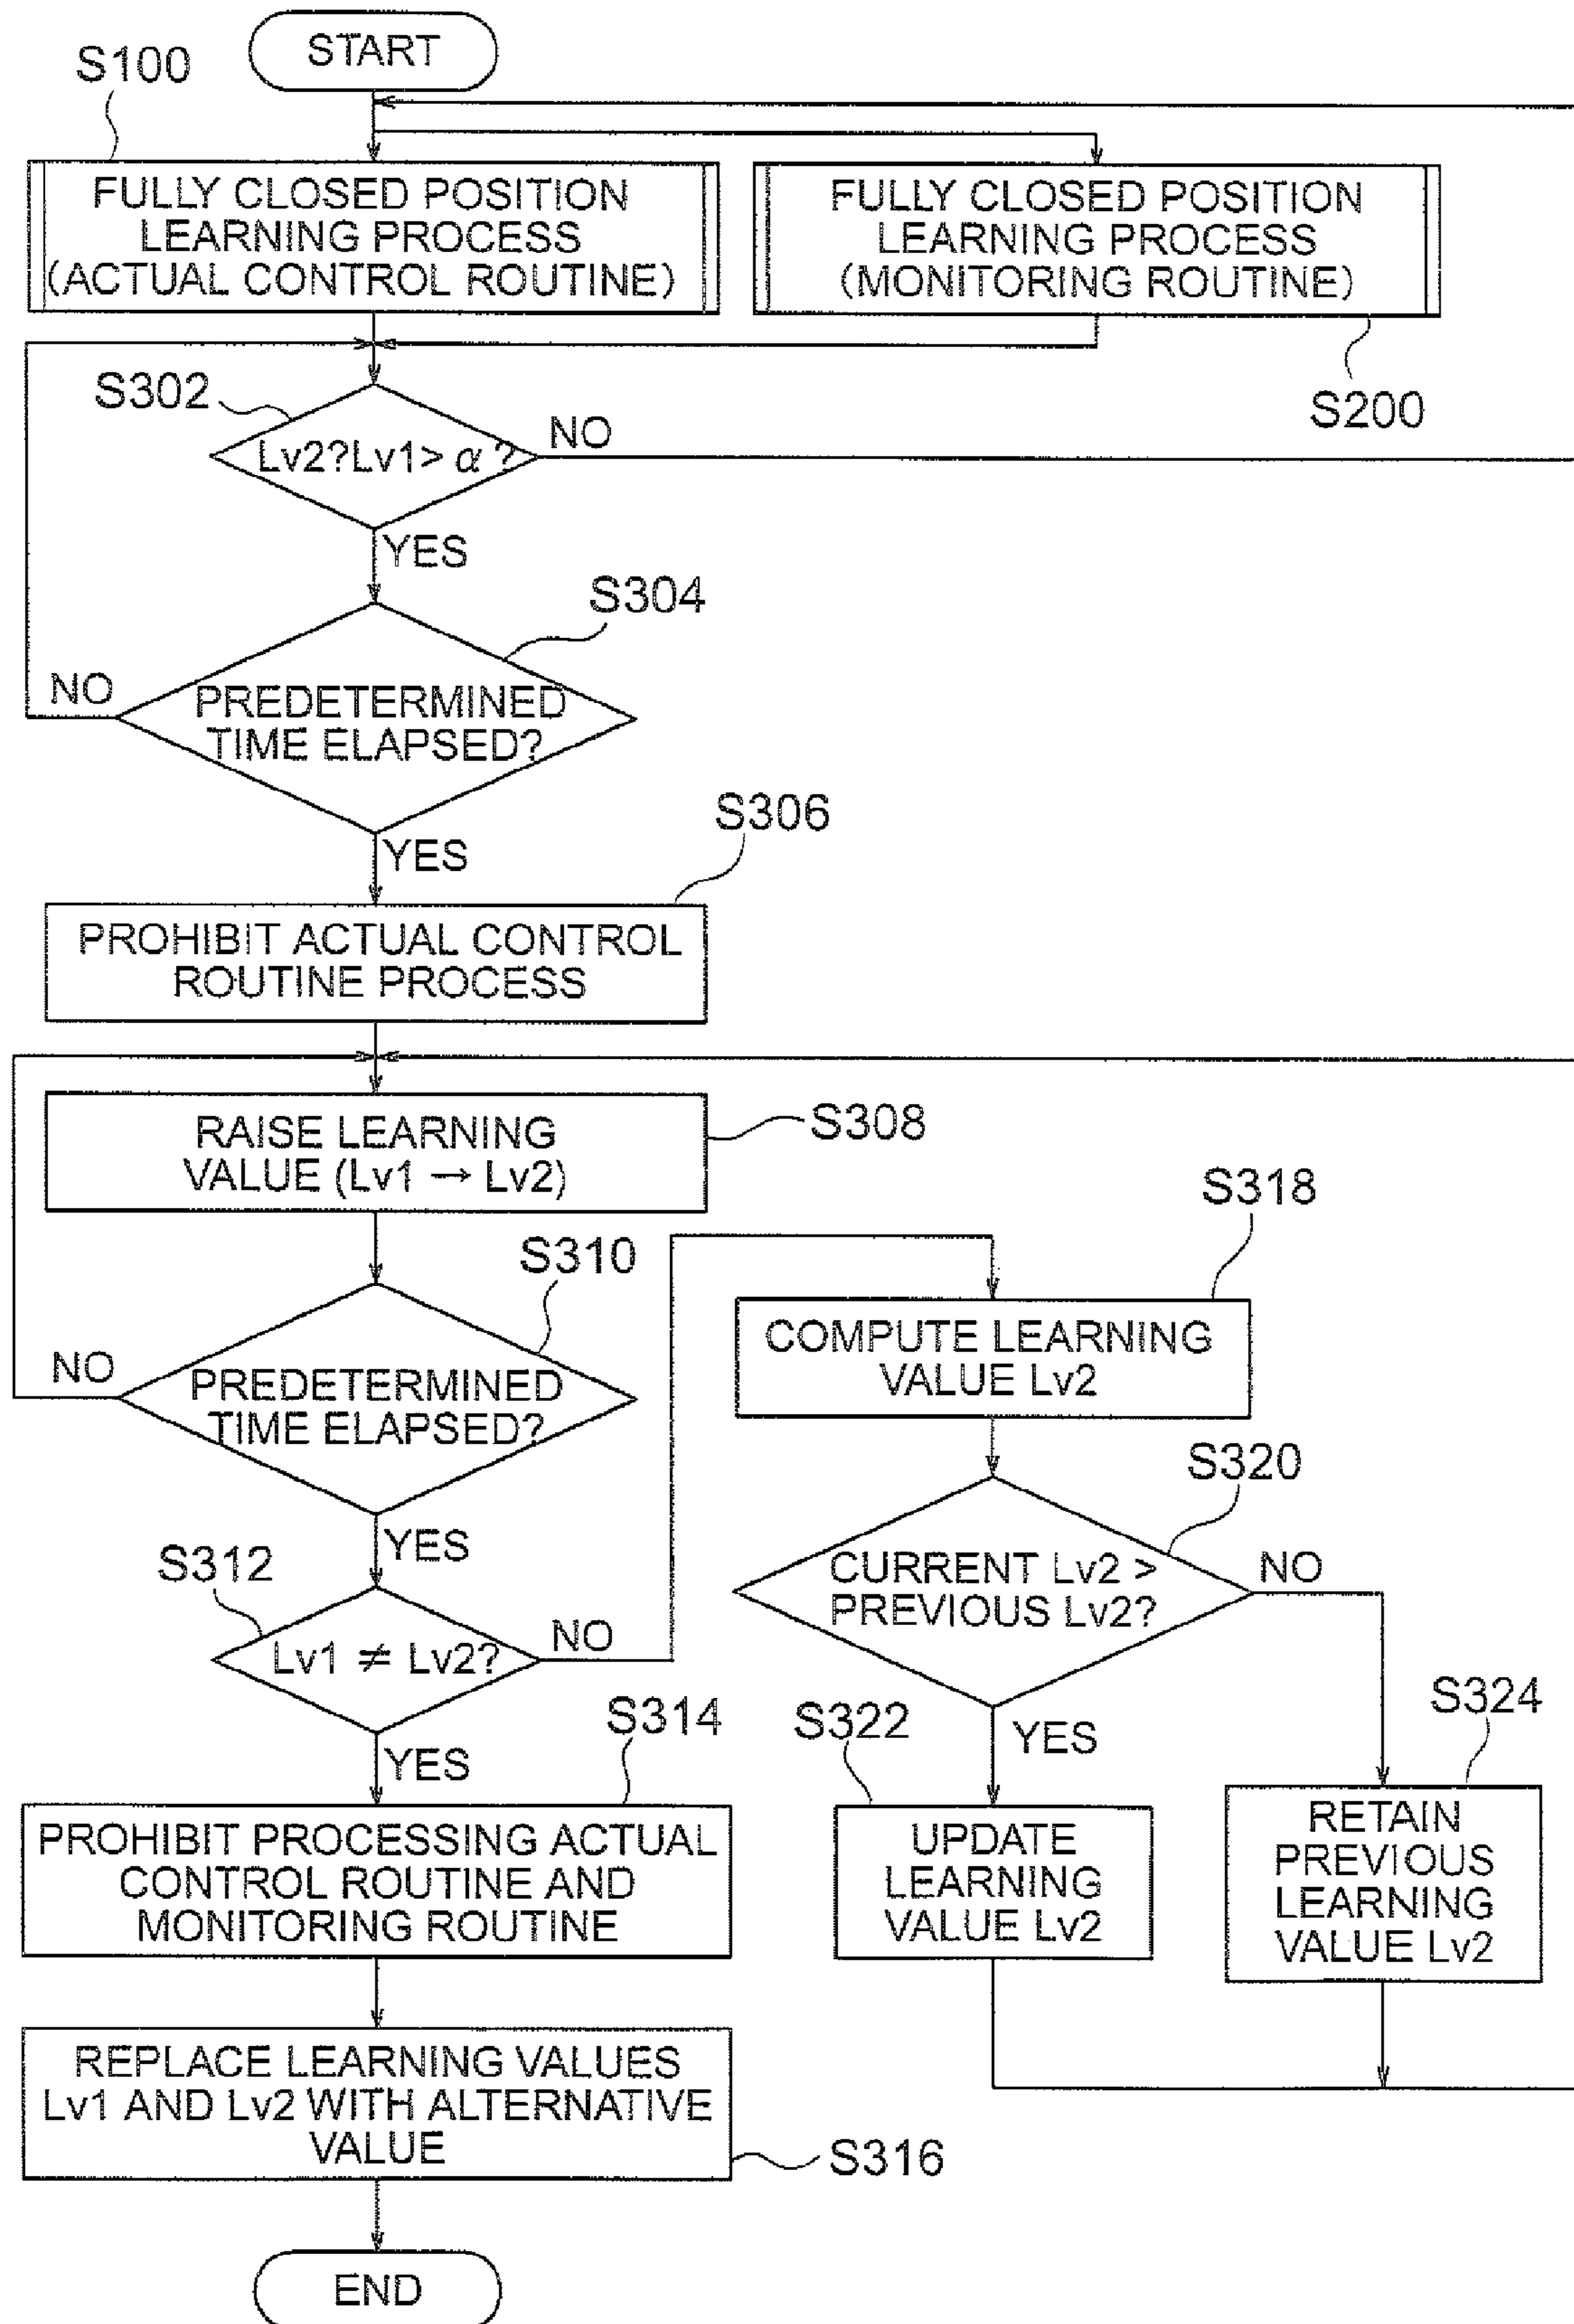 START
S100
FULLY CLOSED POSITION
LEARNING PROCESS
(ACTUAL CONTROL ROUTINE)
FULLY CLOSED POSITION
LEARNING PROCESS
(MONITORING ROUTINE)
S200
S302
Lv2?Lv1> α ?
NO
YES
S304
PREDETERMINED
TIME ELAPSED?
NO
YES
S306
PROHIBIT ACTUAL CONTROL
ROUTINE PROCESS
RAISE LEARNING
VALUE (Lv1 → Lv2)
S308
S310
PREDETERMINED
TIME ELAPSED?
NO
YES
S312
Lv1 ≠ Lv2?
NO
YES
S314
PROHIBIT PROCESSING ACTUAL
CONTROL ROUTINE AND
MONITORING ROUTINE
REPLACE LEARNING VALUES
Lv1 AND Lv2 WITH ALTERNATIVE
VALUE
S316
END
S318
COMPUTE LEARNING
VALUE Lv2
S320
CURRENT Lv2 >
PREVIOUS Lv2?
NO
YES
S322
UPDATE
LEARNING
VALUE Lv2
S324
RETAIN
PREVIOUS
LEARNING
VALUE Lv2